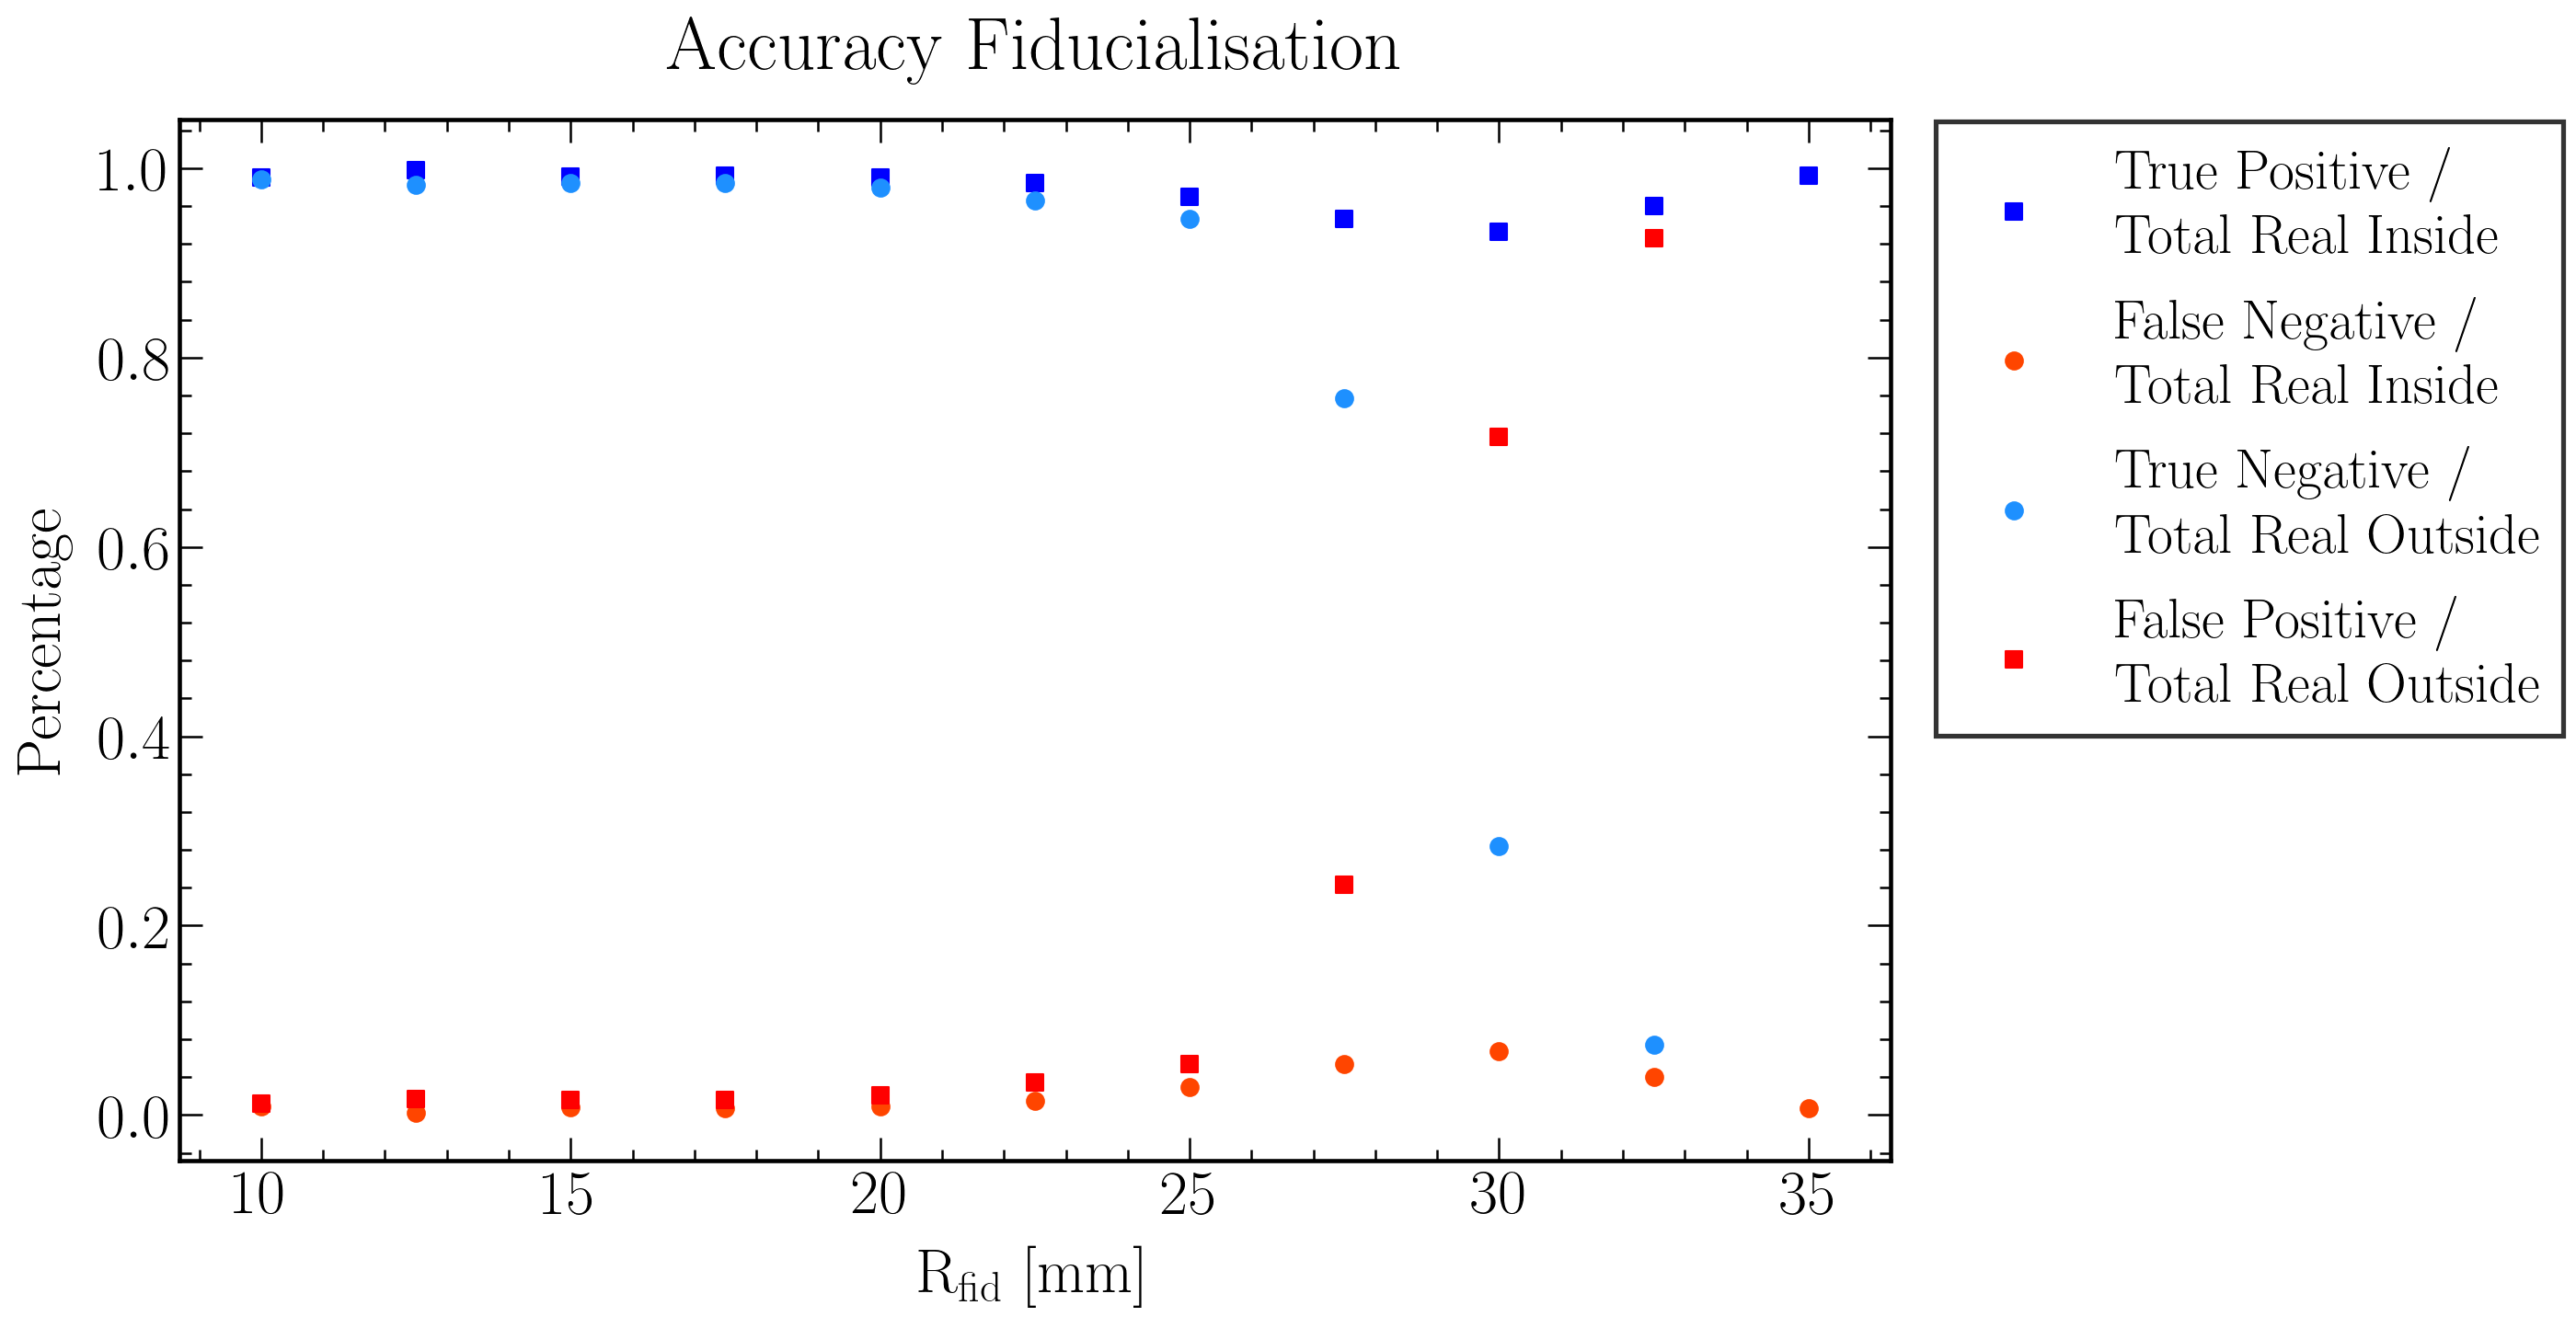 Accuracy Fiducialisation
Percentage
1.0
0.8
0.6
0.4
0.2
0.0
10 15 20 25 30 35
R_fid [mm]
True Positive /
Total Real Inside
False Negative /
Total Real Inside
True Negative /
Total Real Outside
False Positive /
Total Real Outside